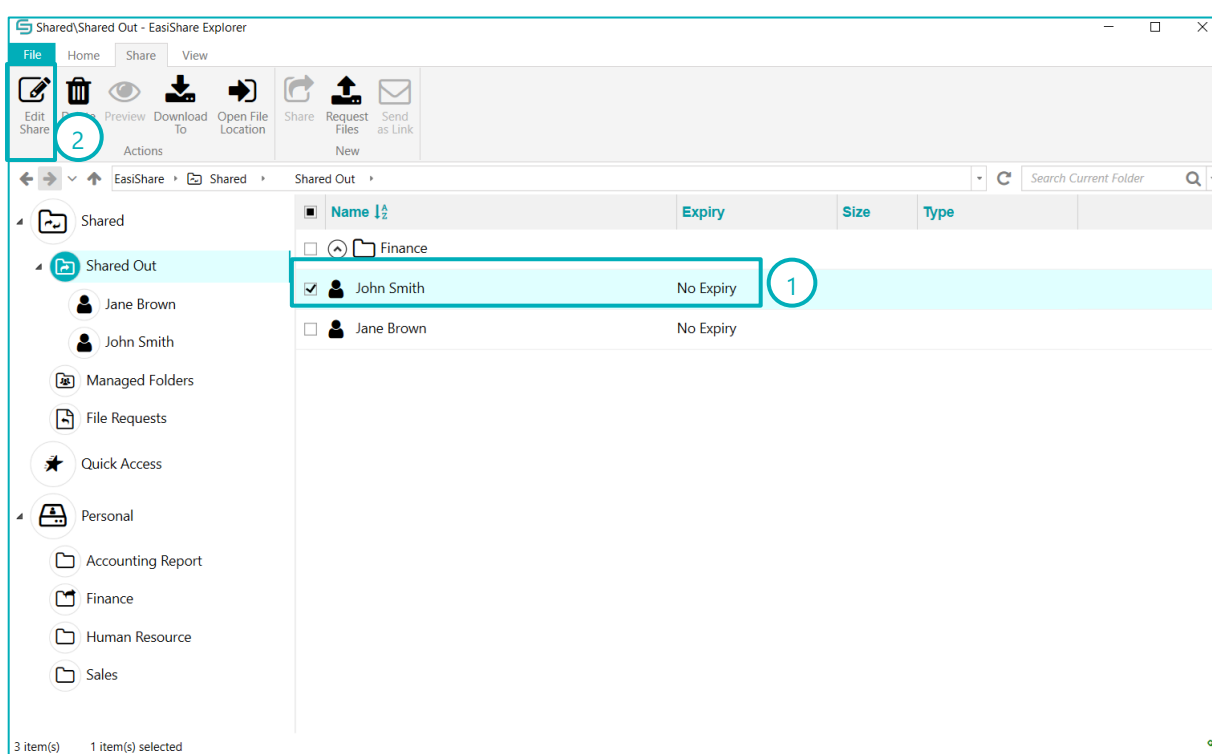 Shared\Shared Out - EasiShare Explorer
File Home Share View
Edit Share
Preview
Download To
Open File Location
Share
Request Files
Send as Link
2
Actions
New
EasiShare Shared Shared Out
Search Current Folder
Name Expiry Size Type
Shared
Finance
Shared Out
John Smith No Expiry
1
Jane Brown
Jane Brown No Expiry
John Smith
Managed Folders
File Requests
Quick Access
Personal
Accounting Report
Finance
Human Resource
Sales
3 item(s) 1 item(s) selected